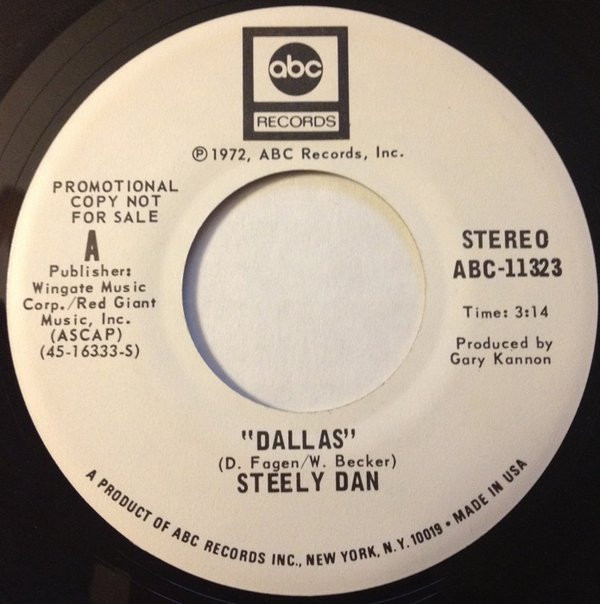 abc
RECORDS
℗ 1972, ABC Records, Inc.
PROMOTIONAL
COPY NOT
FOR SALE
A
Publisher:
Wingate Music
Corp./Red Giant
Music, Inc.
(ASCAP)
(45-16333-S)
STEREO
ABC-11323
Time: 3:14
Produced by
Gary Kannon
"DALLAS"
(D. Fagen/W. Becker)
STEELY DAN
A PRODUCT OF ABC RECORDS INC., NEW YORK, N.Y. 10019 • MADE IN USA